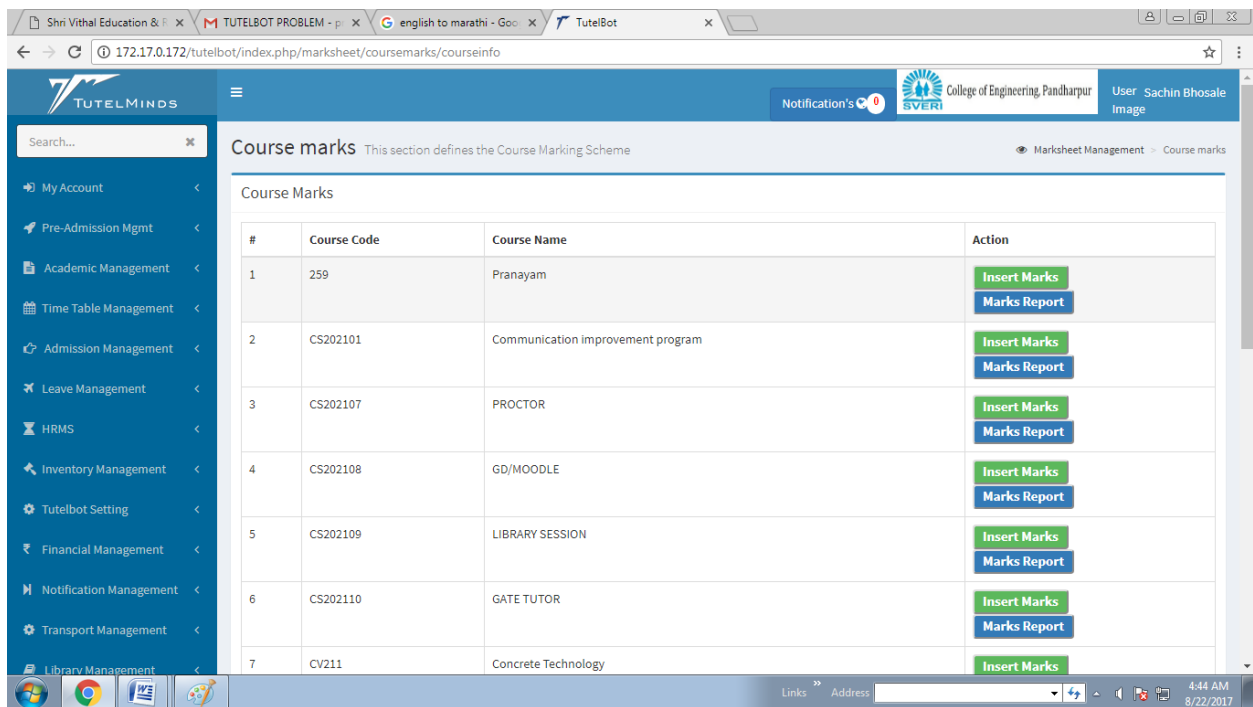 Shri Vithal Education & R
TUTELBOT PROBLEM - pr
english to marathi - Goo
TutelBot
172.17.0.172/tutelbot/index.php/marksheet/coursemarks/courseinfo
TUTELMINDS
Notification's 0
SVERI
College of Engineering, Pandharpur
User Sachin Bhosale
Image
Search...
Course marks This section defines the Course Marking Scheme
Marksheet Management > Course marks
My Account
Pre-Admission Mgmt
Academic Management
Time Table Management
Admission Management
Leave Management
HRMS
Inventory Management
Tutelbot Setting
Financial Management
Notification Management
Transport Management
Library Management
Course Marks
# Course Code Course Name Action
1 259 Pranayam Insert Marks
Marks Report
2 CS202101 Communication improvement program Insert Marks
Marks Report
3 CS202107 PROCTOR Insert Marks
Marks Report
4 CS202108 GD/MOODLE Insert Marks
Marks Report
5 CS202109 LIBRARY SESSION Insert Marks
Marks Report
6 CS202110 GATE TUTOR Insert Marks
Marks Report
7 CV211 Concrete Technology Insert Marks
Links » Address
4:44 AM
8/22/2017